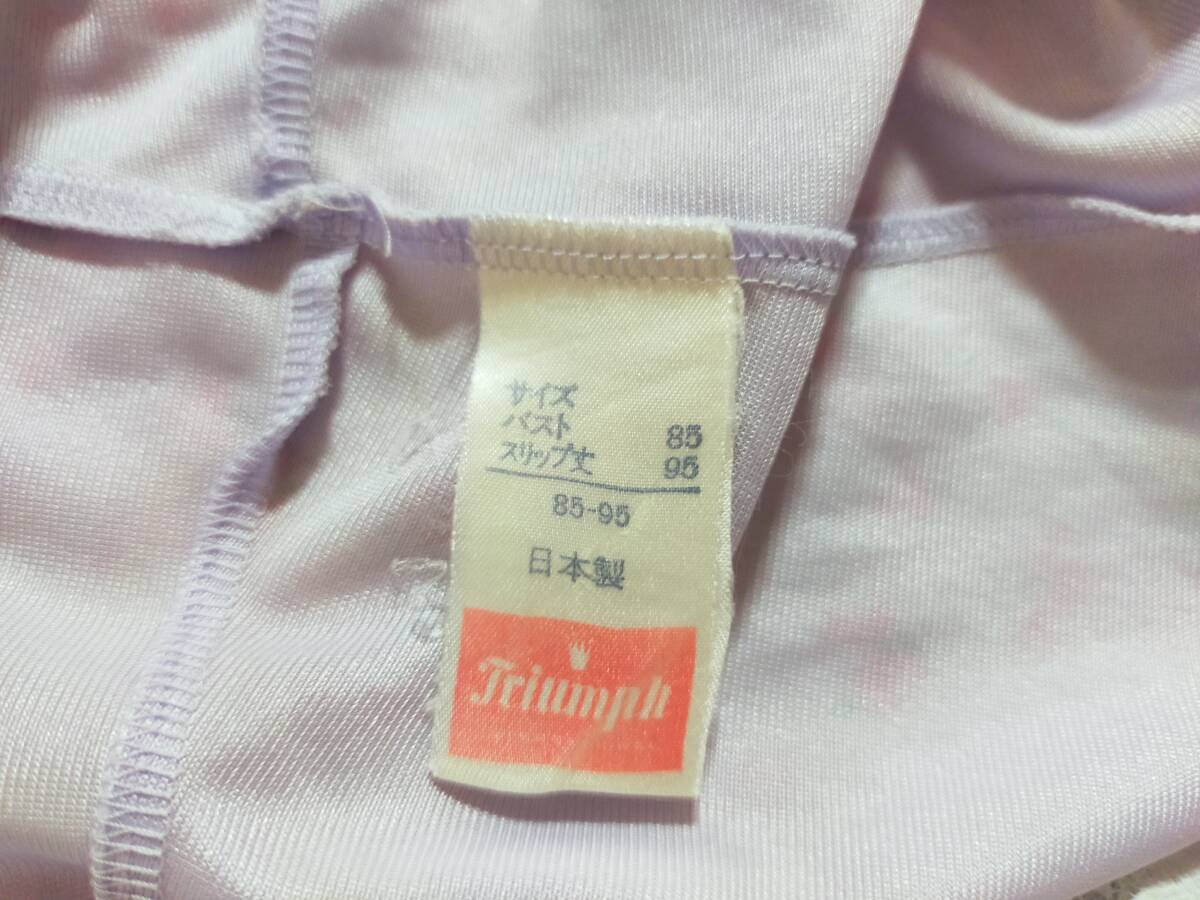 サイズ
バスト 85
スリップ丈 95
85-95
日本製
Triumph